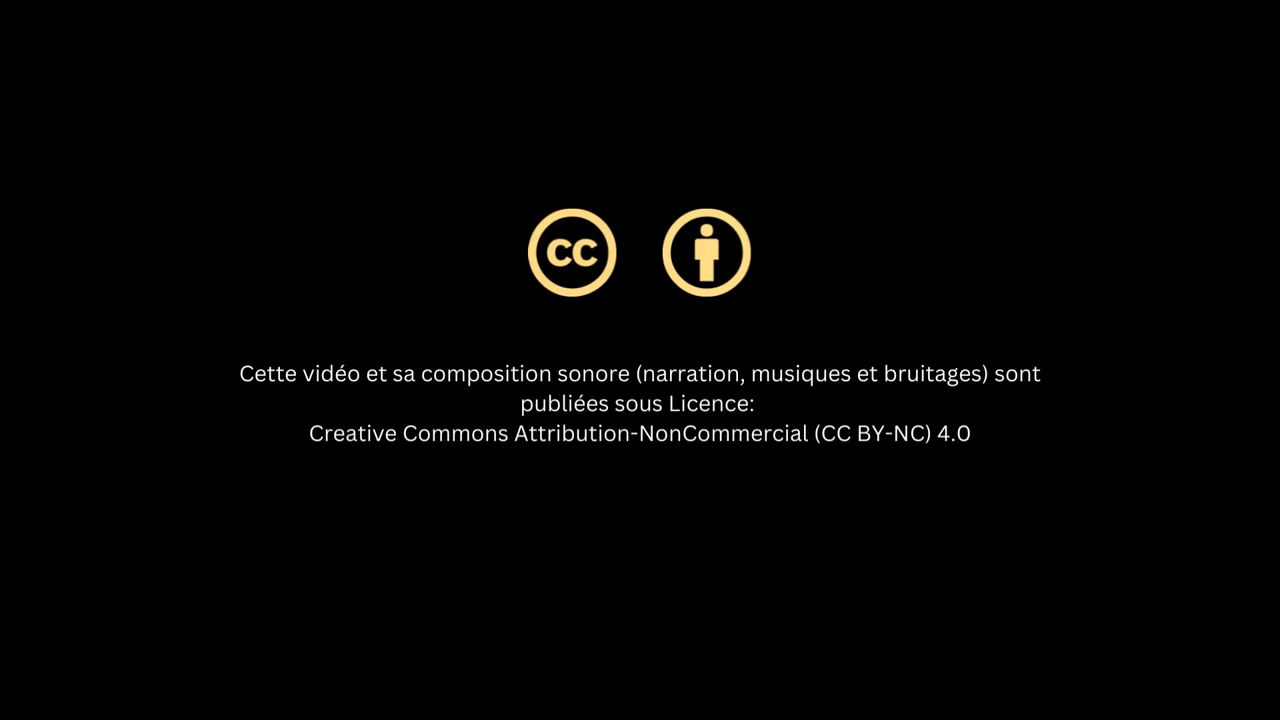 cc
Cette vidéo et sa composition sonore (narration, musiques et bruitages) sont
publiées sous Licence:
Creative Commons Attribution-NonCommercial (CC BY-NC) 4.0